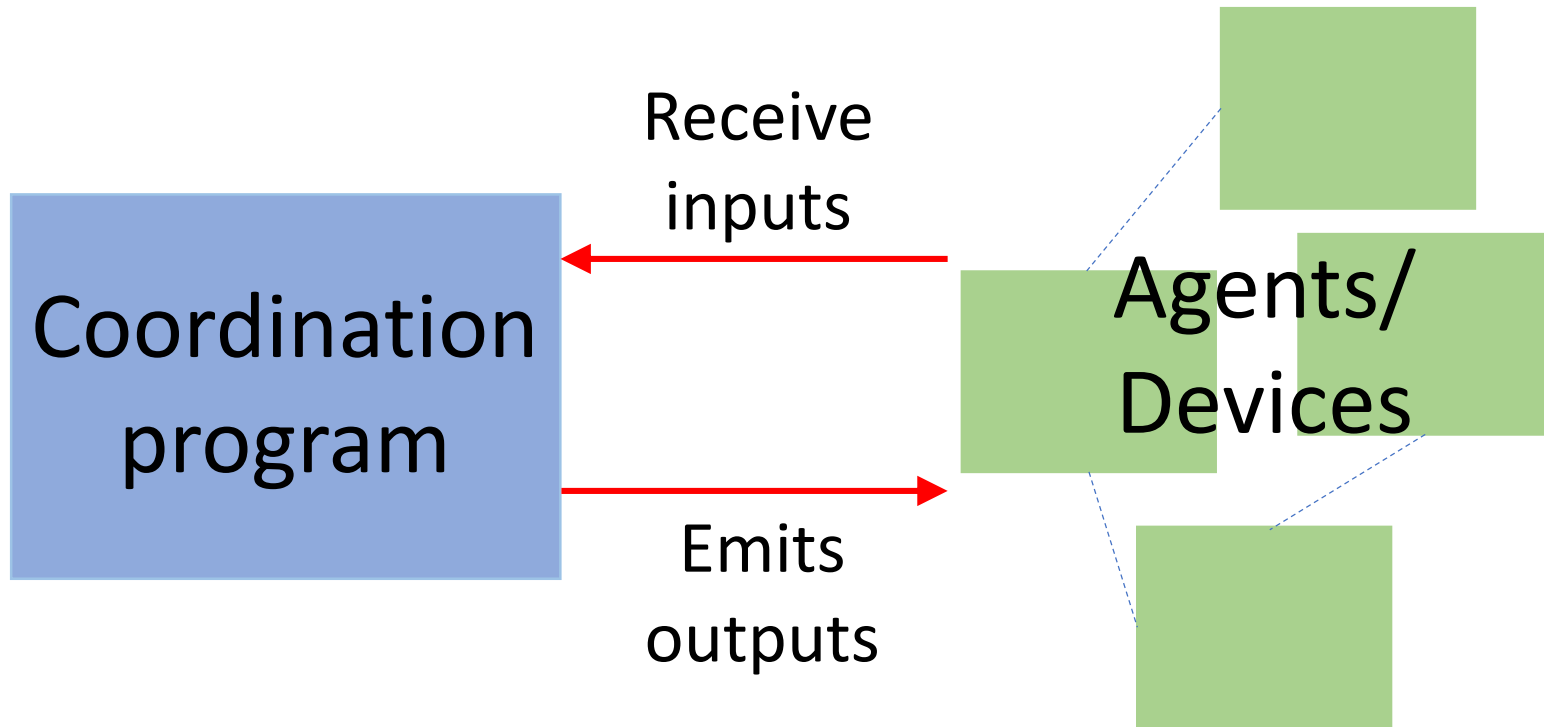 Receive
inputs
Coordination
program
Agents/
Devices
Emits
outputs